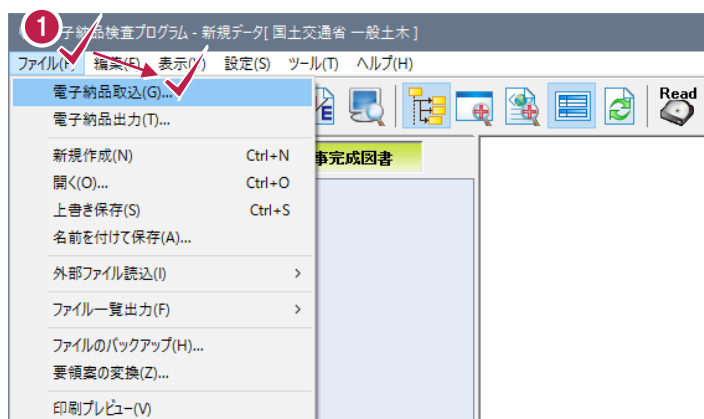 1
子納品検査プログラム - 新規データ[ 国土交通省 一般土木 ]
ファイル(F) 編集(E) 表示(V) 設定(S) ツール(T) ヘルプ(H)
電子納品取込(G)...
電子納品出力(T)...
Read
新規作成(N) Ctrl+N
事完成図書
開く(O)... Ctrl+O
上書き保存(S) Ctrl+S
名前を付けて保存(A)...
外部ファイル読込(I) >
ファイル一覧出力(F) >
ファイルのバックアップ(H)...
要領案の変換(Z)...
印刷プレビュー(V)